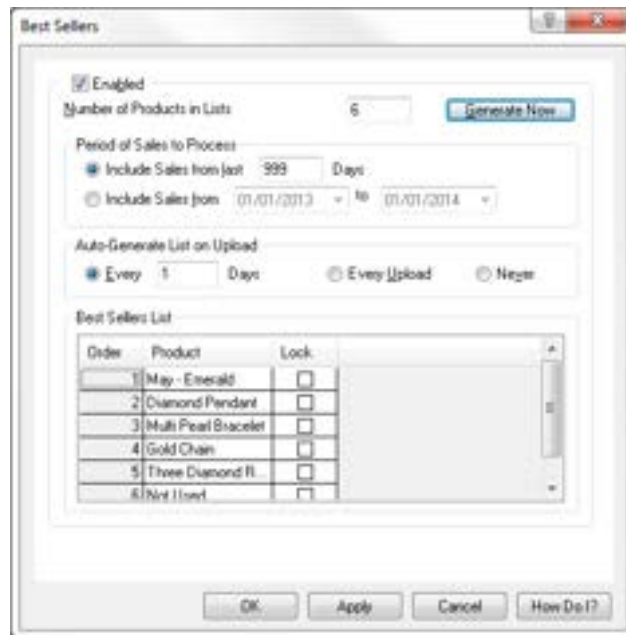 Best Sellers
Enabled
Number of Products in Lists 6 Generate Now
Period of Sales to Process
Include Sales from last 999 Days
Include Sales from 01/01/2013 to 01/01/2014
Auto-Generate List on Upload
Every 1 Days Every Upload Never
Best Sellers List
Order Product Lock
1 May - Emerald
2 Diamond Pendant
3 Multi Pearl Bracelet
4 Gold Chain
5 Three Diamond R...
6 Not Used
OK Apply Cancel How Do I?